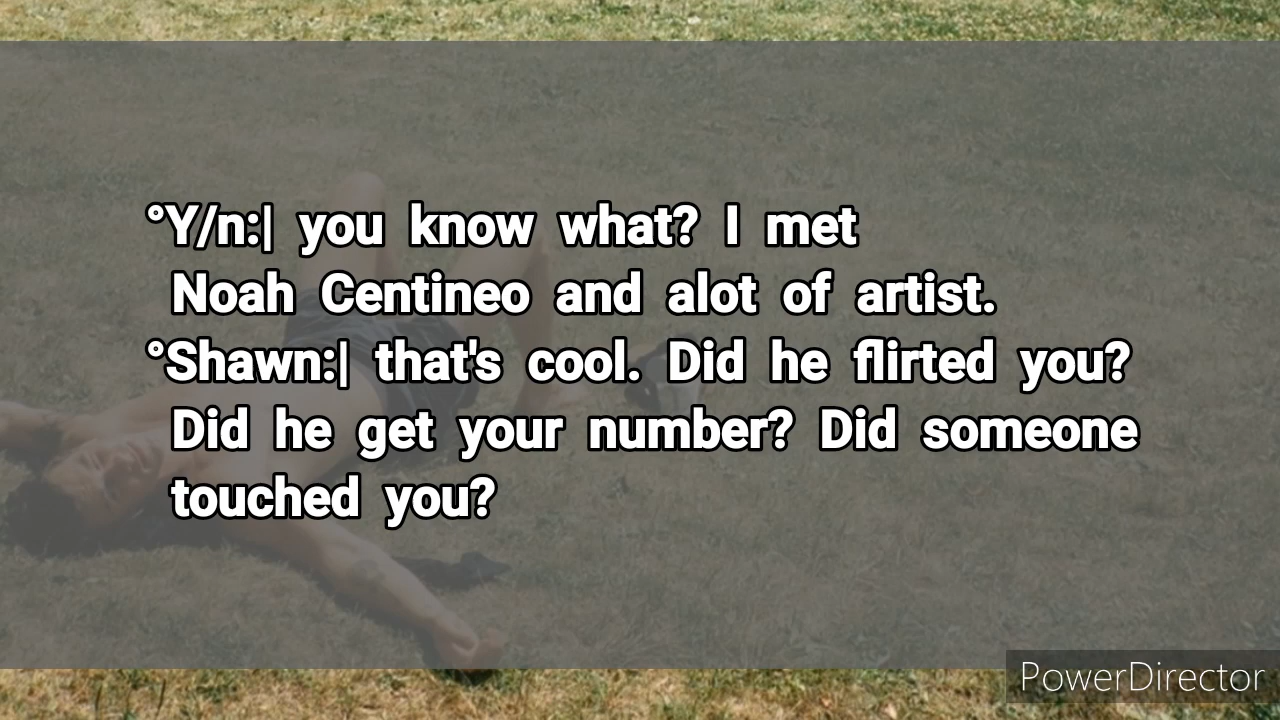 °Y/n:| you know what? I met
Noah Centineo and alot of artist.
°Shawn:| that's cool. Did he flirted you?
Did he get your number? Did someone
touched you?
PowerDirector